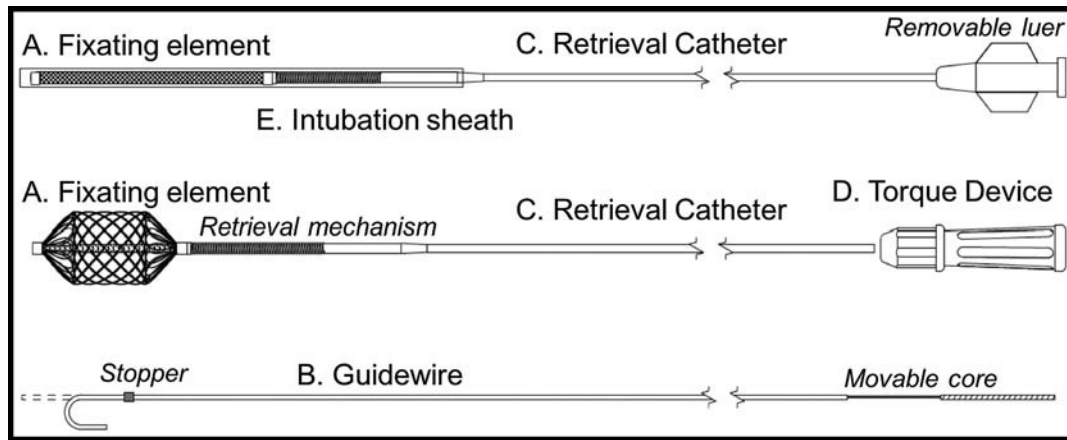 A. Fixating element
C. Retrieval Catheter
Removable luer
E. Intubation sheath
A. Fixating element
Retrieval mechanism
C. Retrieval Catheter
D. Torque Device
Stopper
B. Guidewire
Movable core